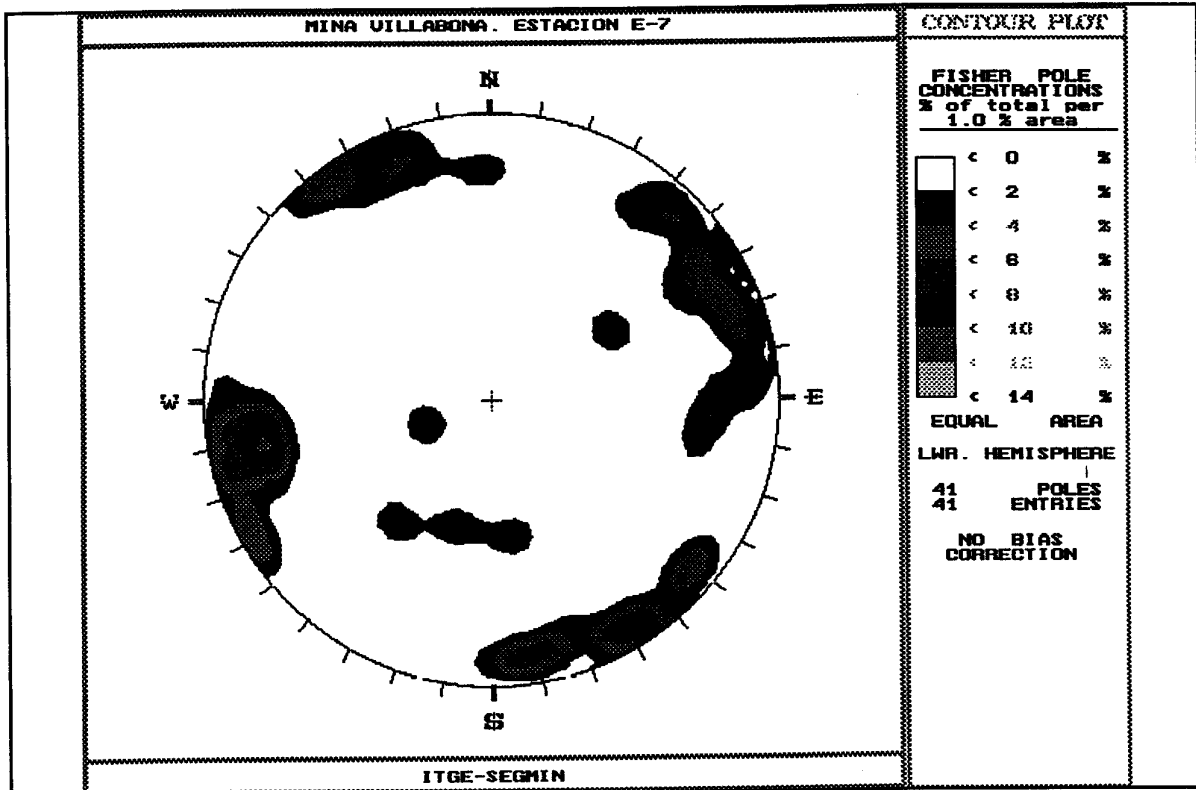 MINA VILLABONA. ESTACION E-7
N
W
E
S
ITGE-SEGMIN
CONTOUR PLOT
FISHER POLE
CONCENTRATIONS
% of total per
1.0 % area
< 0 %
< 2 %
< 4 %
< 6 %
< 8 %
< 10 %
< 12 %
< 14 %
EQUAL AREA
LWR. HEMISPHERE
41 POLES
41 ENTRIES
NO BIAS
CORRECTION